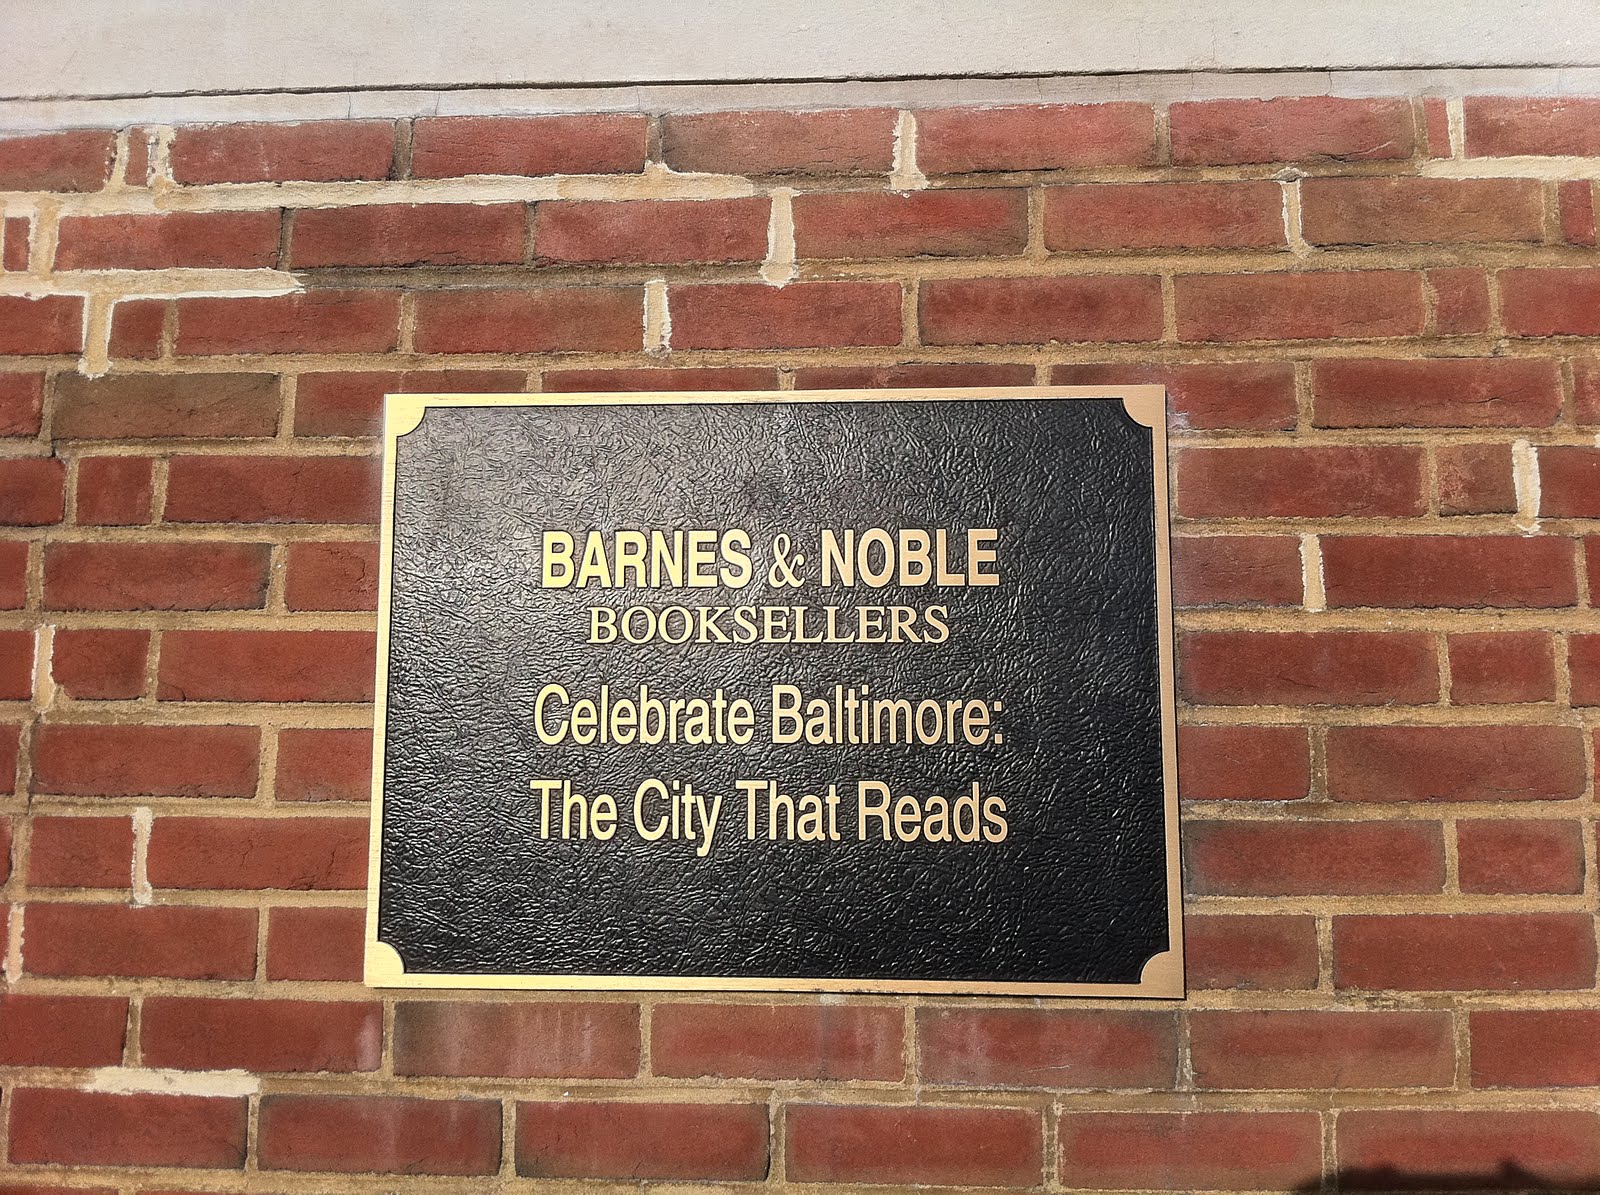 BARNES & NOBLE
BOOKSELLERS
Celebrate Baltimore:
The City That Reads